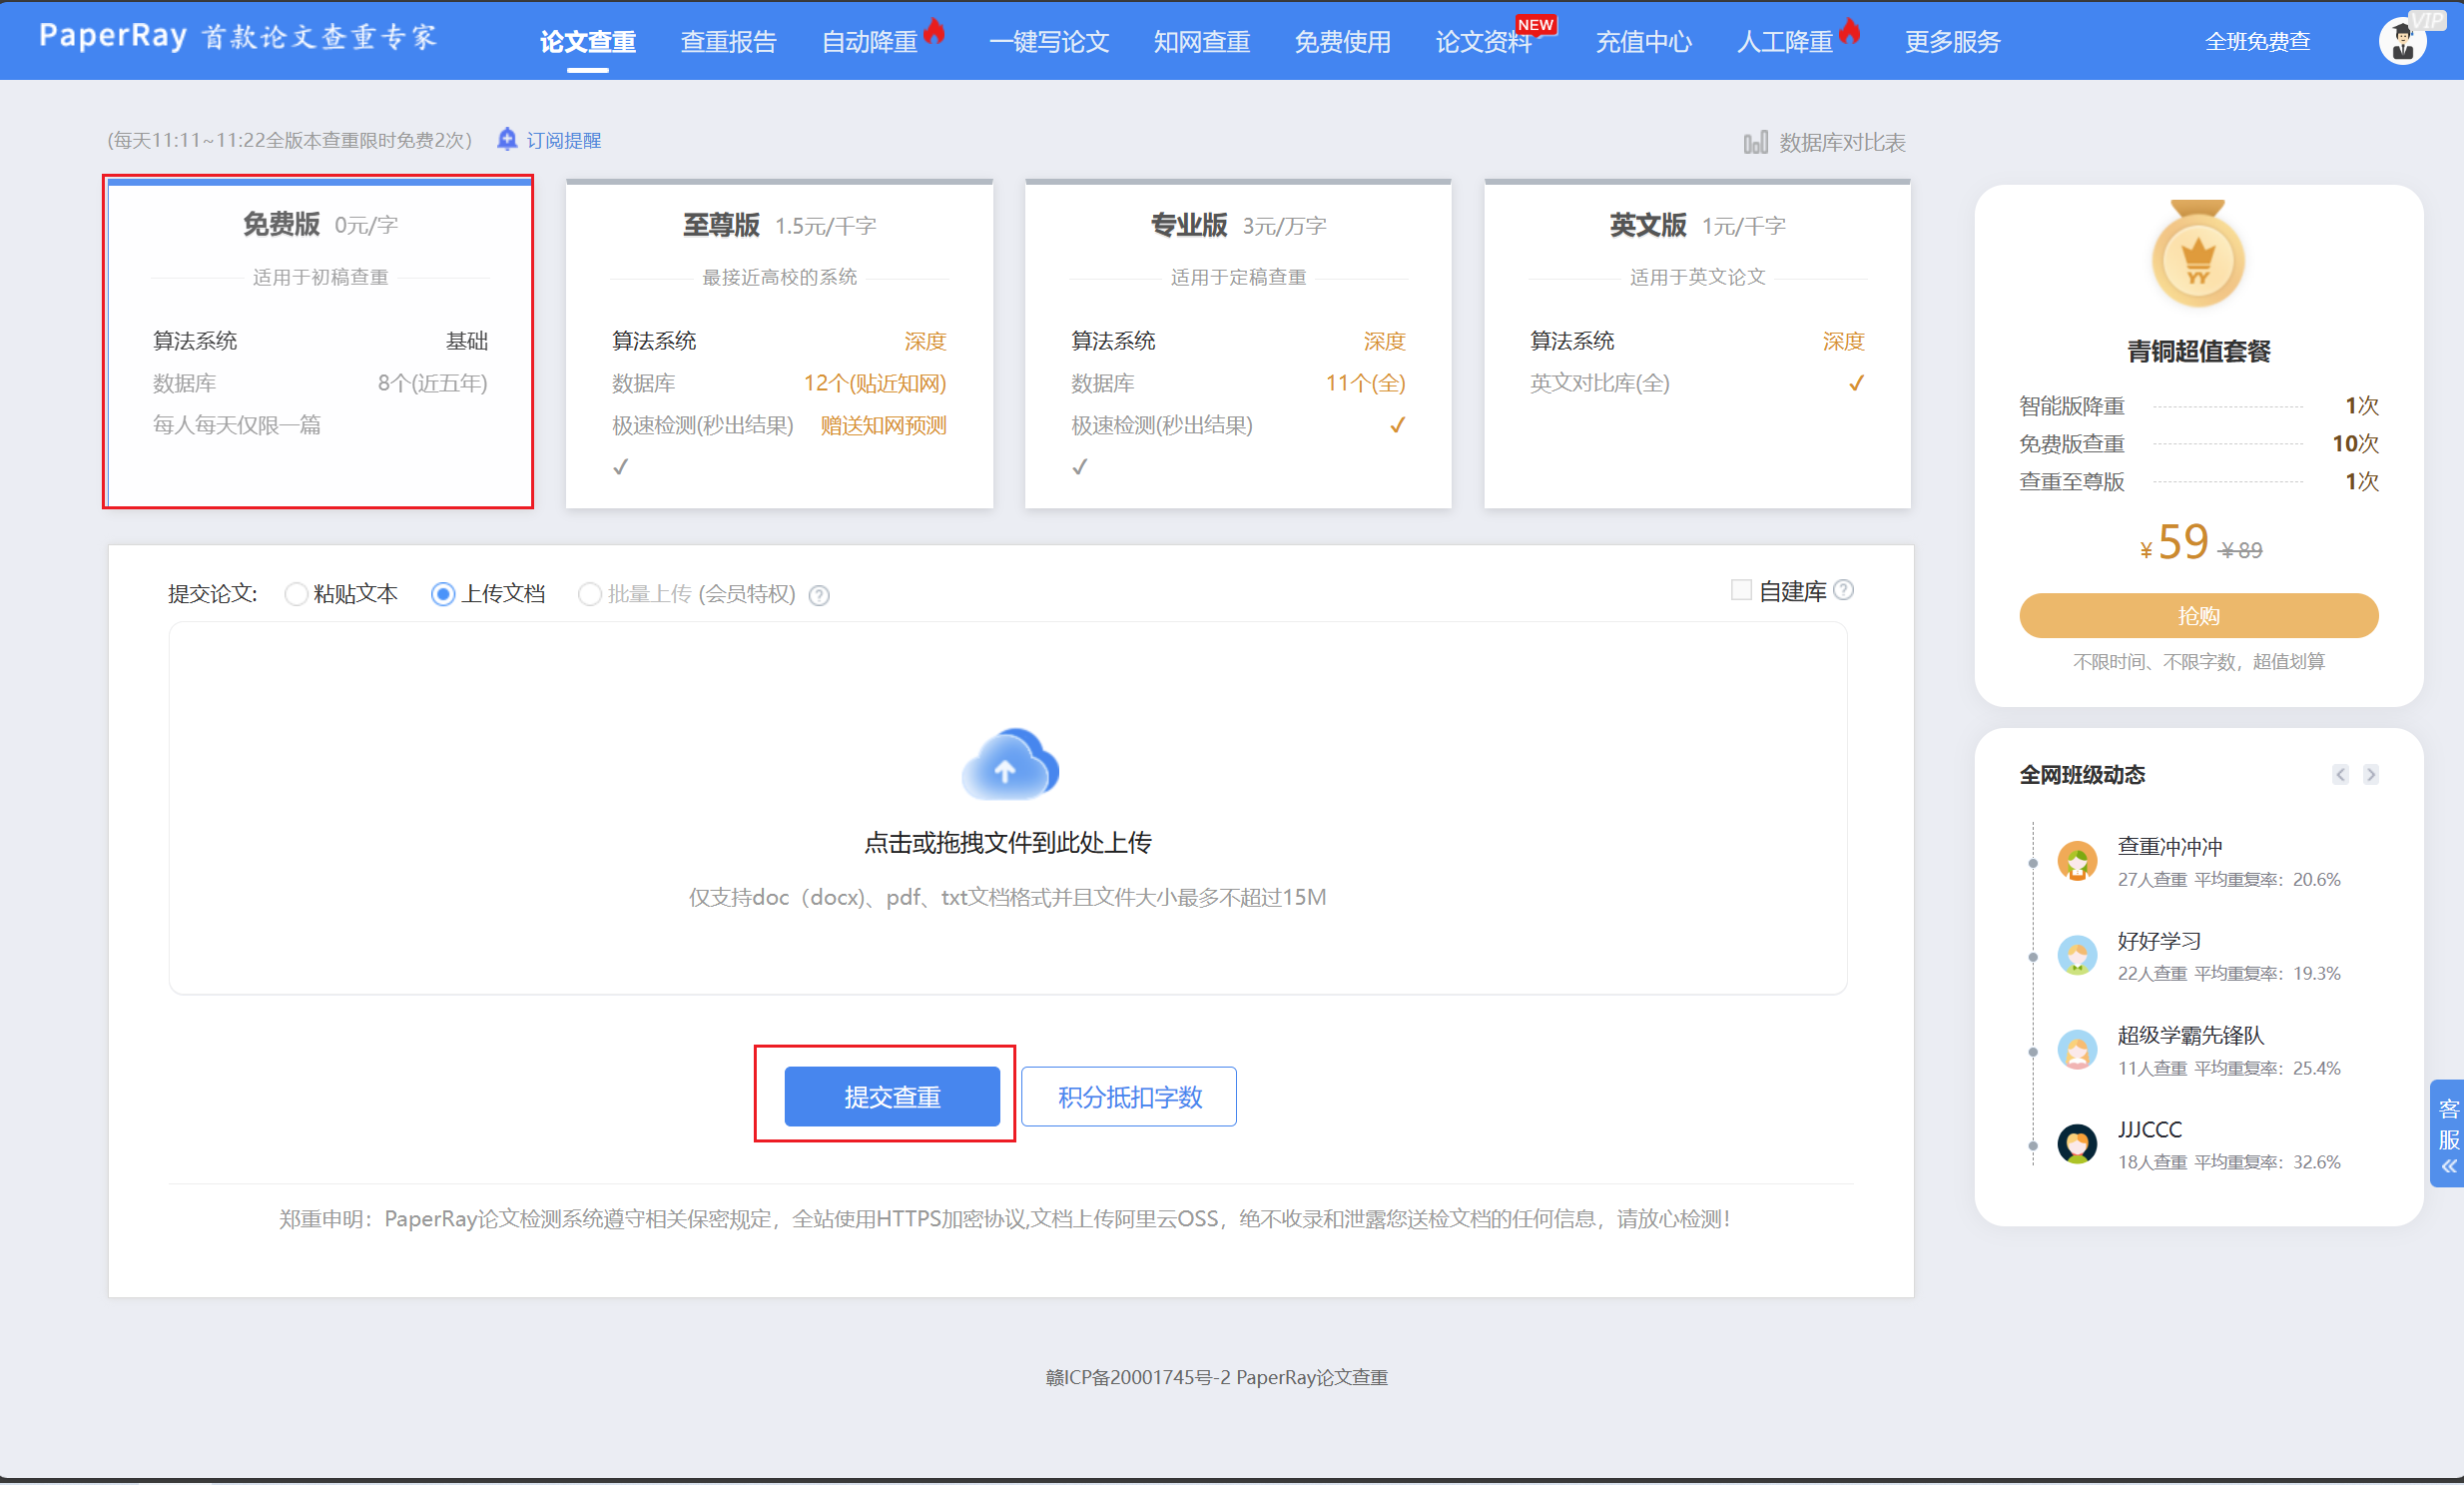 PaperRay 首款论文查重专家
论文查重 查重报告 自动降重 一键写论文 知网查重 免费使用 论文资料 NEW 充值中心 人工降重 更多服务 全班免费查 VIP
(每天11:11~11:22全版本查重限时免费2次) 订阅提醒
数据库对比表
免费版 0元/字
适用于初稿查重
算法系统 基础
数据库 8个(近五年)
每人每天仅限一篇
至尊版 1.5元/千字
最接近高校的系统
算法系统 深度
数据库 12个(贴近知网)
极速检测(秒出结果) 赠送知网预测
✓
专业版 3元/万字
适用于定稿查重
算法系统 深度
数据库 11个(全)
极速检测(秒出结果) ✓
✓
英文版 1元/千字
适用于英文论文
算法系统 深度
英文对比库(全) ✓
提交论文: 粘贴文本 上传文档 批量上传 (会员特权) ?
自建库 ?
点击或拖拽文件到此处上传
仅支持doc（docx)、pdf、txt文档格式并且文件大小最多不超过15M
提交查重 积分抵扣字数
郑重申明：PaperRay论文检测系统遵守相关保密规定，全站使用HTTPS加密协议,文档上传阿里云OSS，绝不收录和泄露您送检文档的任何信息，请放心检测！
YY
青铜超值套餐
智能版降重 1次
免费版查重 10次
查重至尊版 1次
¥59 ¥89
抢购
不限时间、不限字数，超值划算
全网班级动态
查重冲冲冲
27人查重 平均重复率：20.6%
好好学习
22人查重 平均重复率：19.3%
超级学霸先锋队
11人查重 平均重复率：25.4%
JJJCCC
18人查重 平均重复率：32.6%
客
服
赣ICP备20001745号-2 PaperRay论文查重